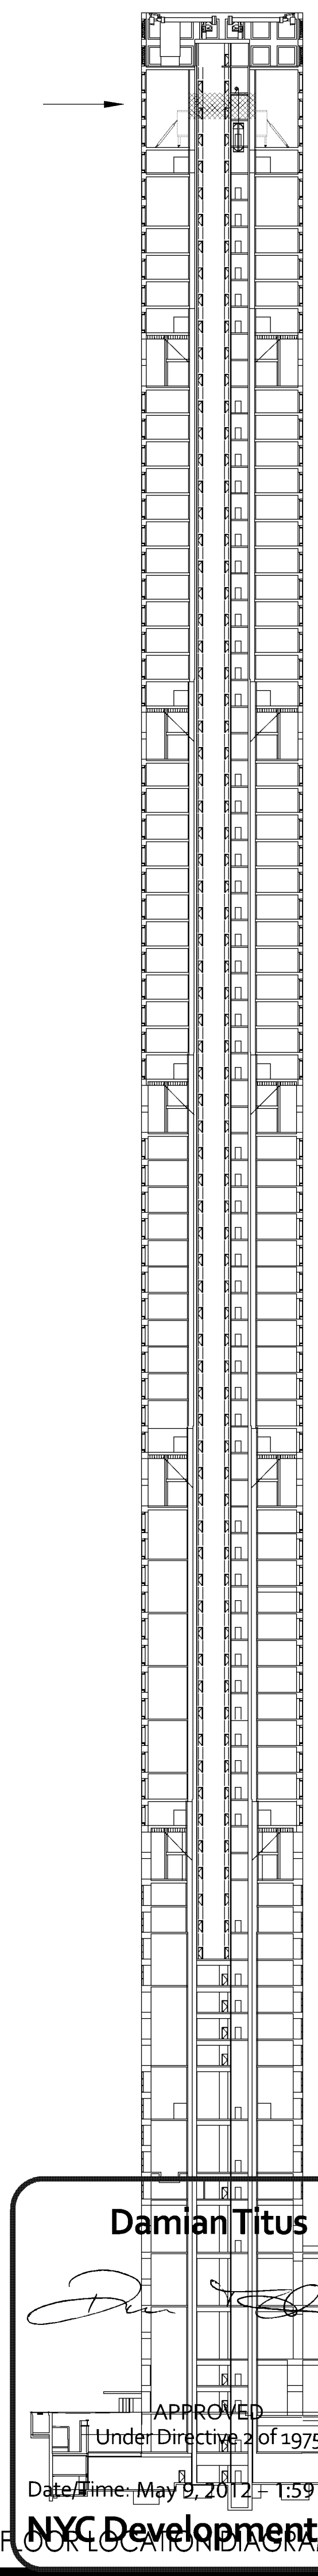 Damian Titus
APPROVED
Under Directive 2 of 1975
Date/Time: May 9, 2012 – 1:59
NYC Development
FLOOR LOCATION DIAGRA